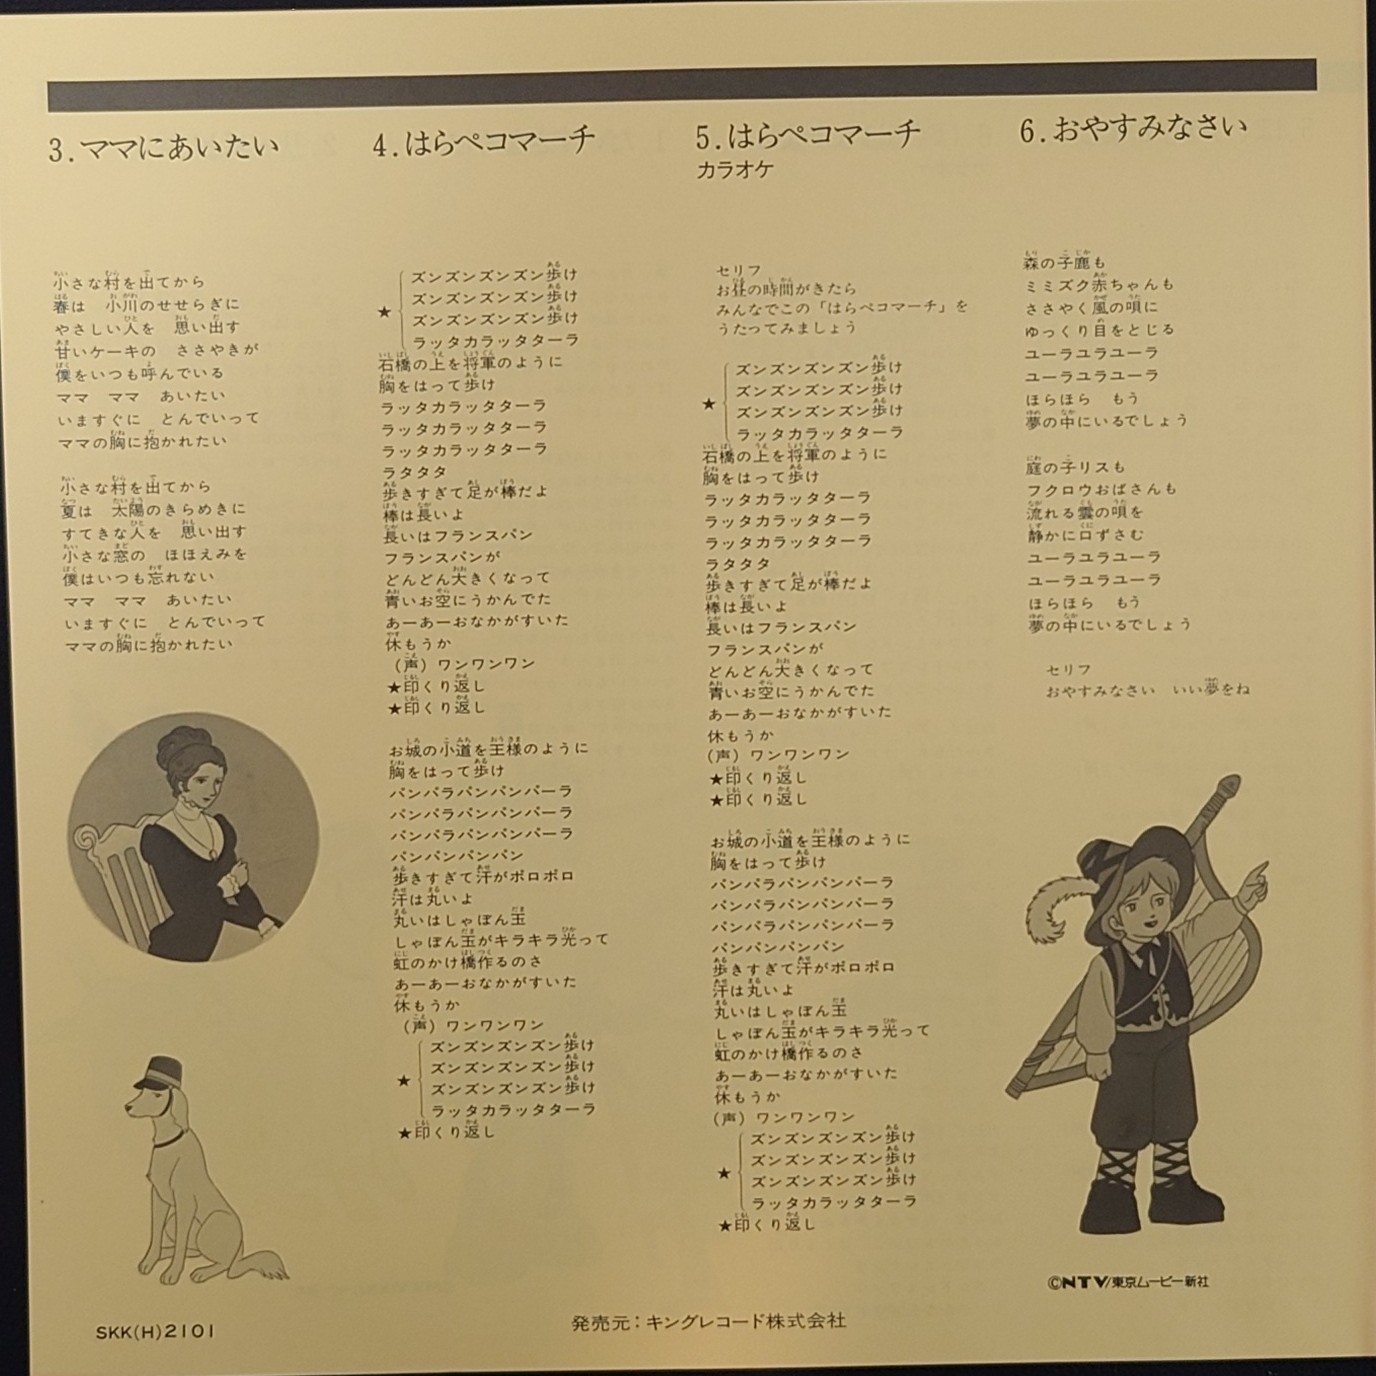 3.ママにあいたい
小さな村を出てから
春は　小川のせせらぎに
やさしい人を　思い出す
甘いケーキの　ささやきが
僕をいつも呼んでいる
ママ　ママ　あいたい
いますぐに　とんでいって
ママの胸に抱かれたい
小さな村を出てから
夏は　太陽のきらめきに
すてきな人を　思い出す
小さな窓の　ほほえみを
僕はいつも忘れない
ママ　ママ　あいたい
いますぐに　とんでいって
ママの胸に抱かれたい
SKK(H)2101
4.はらペコマーチ
★
ズンズンズンズン歩け
ズンズンズンズン歩け
ズンズンズンズン歩け
ラッタカラッタターラ
石橋の上を将軍のように
胸をはって歩け
ラッタカラッタターラ
ラッタカラッタターラ
ラッタカラッタターラ
ラタタタ
歩きすぎて足が棒だよ
棒は長いよ
長いはフランスパン
フランスパンが
どんどん大きくなって
青いお空にうかんでた
あーあーおなかがすいた
休もうか
（声）ワンワンワン
★印くり返し
★印くり返し
お城の小道を王様のように
胸をはって歩け
パンパラパンパンパーラ
パンパラパンパンパーラ
パンパラパンパンパーラ
パンパンパンパン
歩きすぎて汗がポロポロ
汗は丸いよ
丸いはしゃぼん玉
しゃぼん玉がキラキラ光って
虹のかけ橋作るのさ
あーあーおなかがすいた
休もうか
（声）ワンワンワン
★
ズンズンズンズン歩け
ズンズンズンズン歩け
ズンズンズンズン歩け
ラッタカラッタターラ
★印くり返し
5.はらペコマーチ
カラオケ
セリフ
お昼の時間がきたら
みんなでこの「はらペコマーチ」を
うたってみましょう
★
ズンズンズンズン歩け
ズンズンズンズン歩け
ズンズンズンズン歩け
ラッタカラッタターラ
石橋の上を将軍のように
胸をはって歩け
ラッタカラッタターラ
ラッタカラッタターラ
ラッタカラッタターラ
ラタタタ
歩きすぎて足が棒だよ
棒は長いよ
長いはフランスパン
フランスパンが
どんどん大きくなって
青いお空にうかんでた
あーあーおなかがすいた
休もうか
（声）ワンワンワン
★印くり返し
★印くり返し
お城の小道を王様のように
胸をはって歩け
パンパラパンパンパーラ
パンパラパンパンパーラ
パンパラパンパンパーラ
パンパンパンパン
歩きすぎて汗がポロポロ
汗は丸いよ
丸いはしゃぼん玉
しゃぼん玉がキラキラ光って
虹のかけ橋作るのさ
あーあーおなかがすいた
休もうか
（声）ワンワンワン
★
ズンズンズンズン歩け
ズンズンズンズン歩け
ズンズンズンズン歩け
ラッタカラッタターラ
★印くり返し
発売元：キングレコード株式会社
6.おやすみなさい
森の子鹿も
ミミズク赤ちゃんも
ささやく風の唄に
ゆっくり目をとじる
ユーラユラユーラ
ユーラユラユーラ
ほらほら　もう
夢の中にいるでしょう
庭の子リスも
フクロウおばさんも
流れる雲の唄を
静かに口ずさむ
ユーラユラユーラ
ユーラユラユーラ
ほらほら　もう
夢の中にいるでしょう
セリフ
おやすみなさい　いい夢をね
©NTV/東京ムービー新社